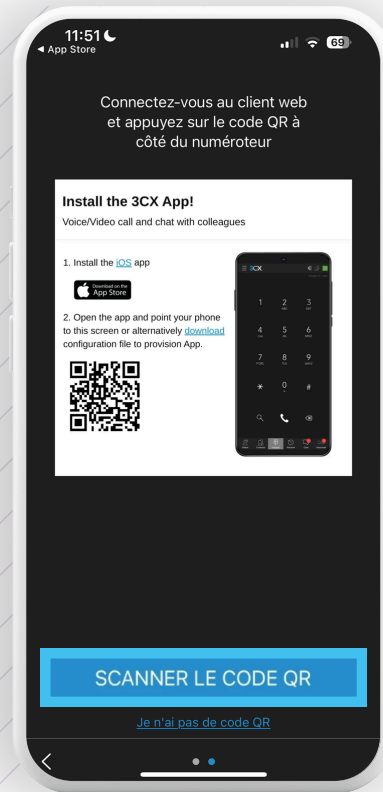 11:51
◀ App Store
69
Connectez-vous au client web
et appuyez sur le code QR à
côté du numéroteur
Install the 3CX App!
Voice/Video call and chat with colleagues
1. Install the iOS app
Download on the
App Store
2. Open the app and point your phone
to this screen or alternatively download
configuration file to provision App.
3CX
1 2 3
4 5 6
7 8 9
* 0 #
SCANNER LE CODE QR
Je n'ai pas de code QR